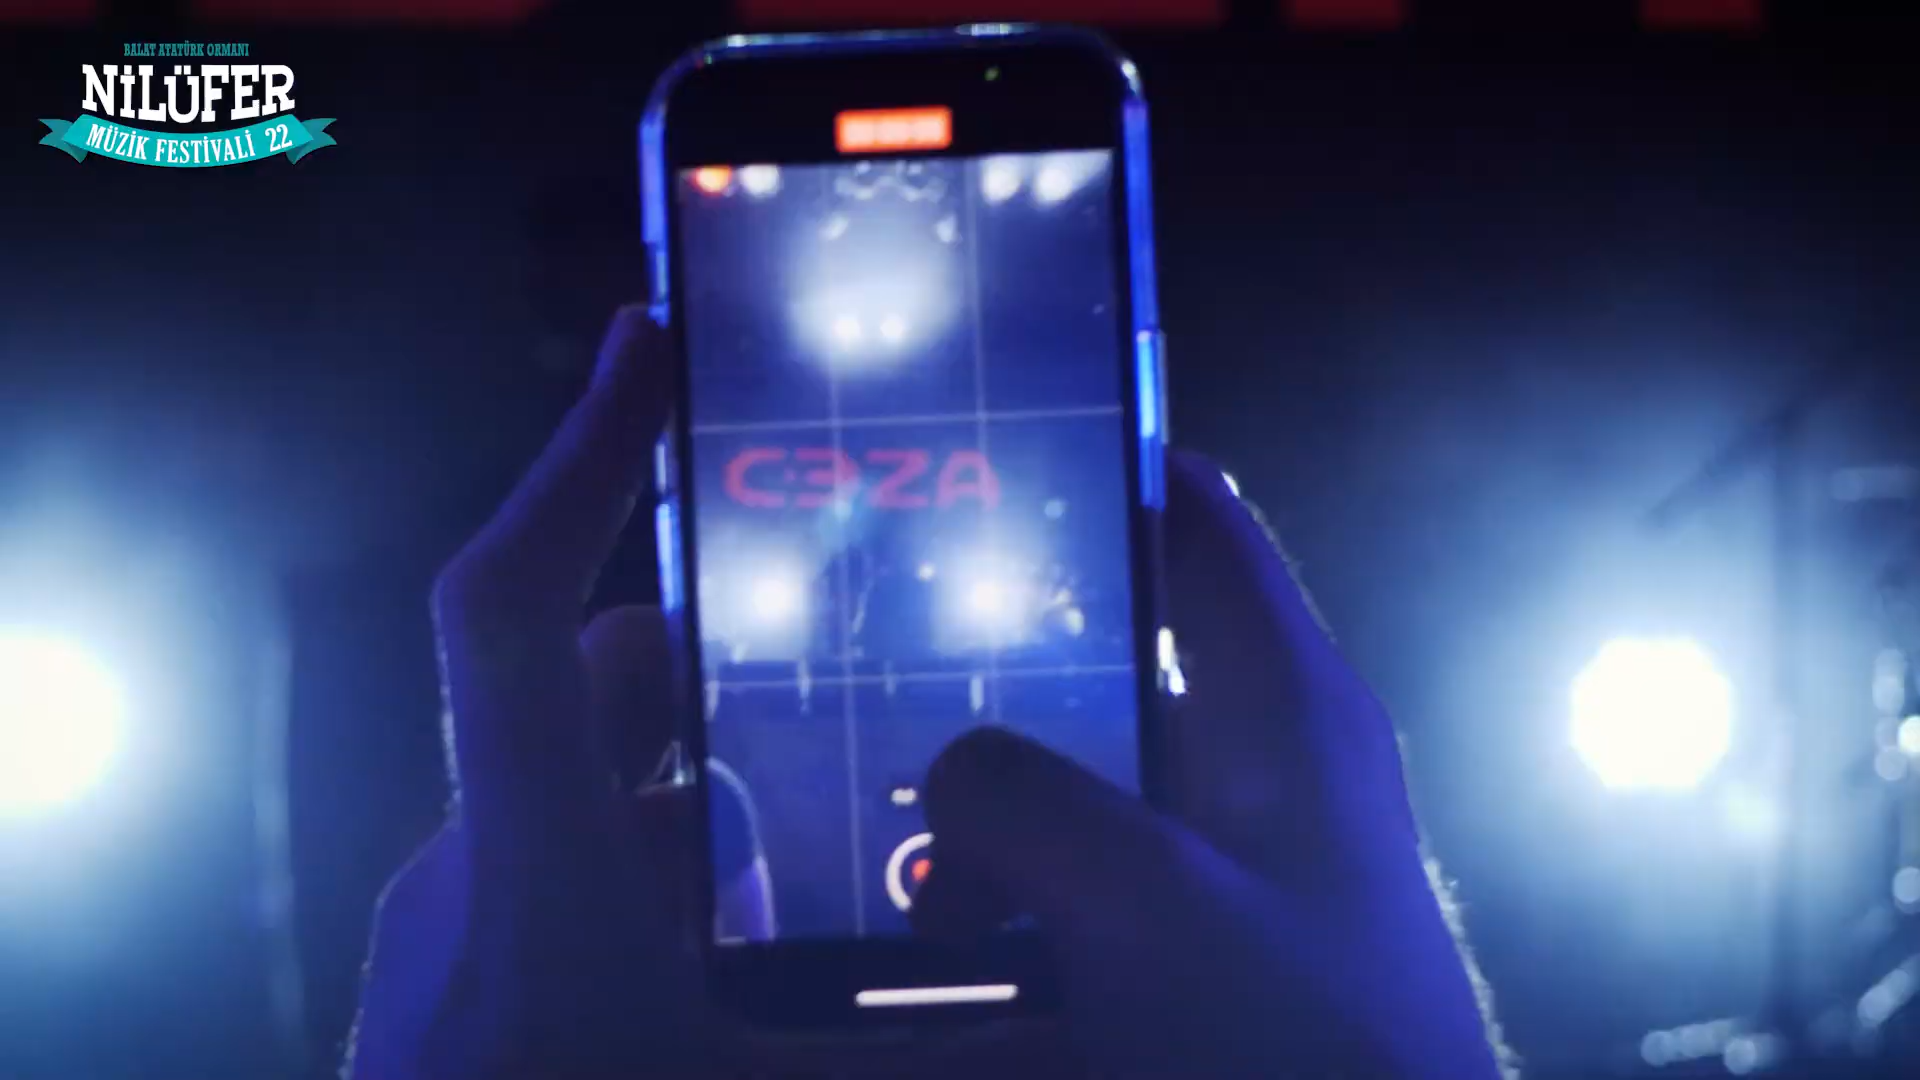 BALAT ATATÜRK ORMANI
NİLÜFER
MÜZİK FESTİVALİ '22
CEZA